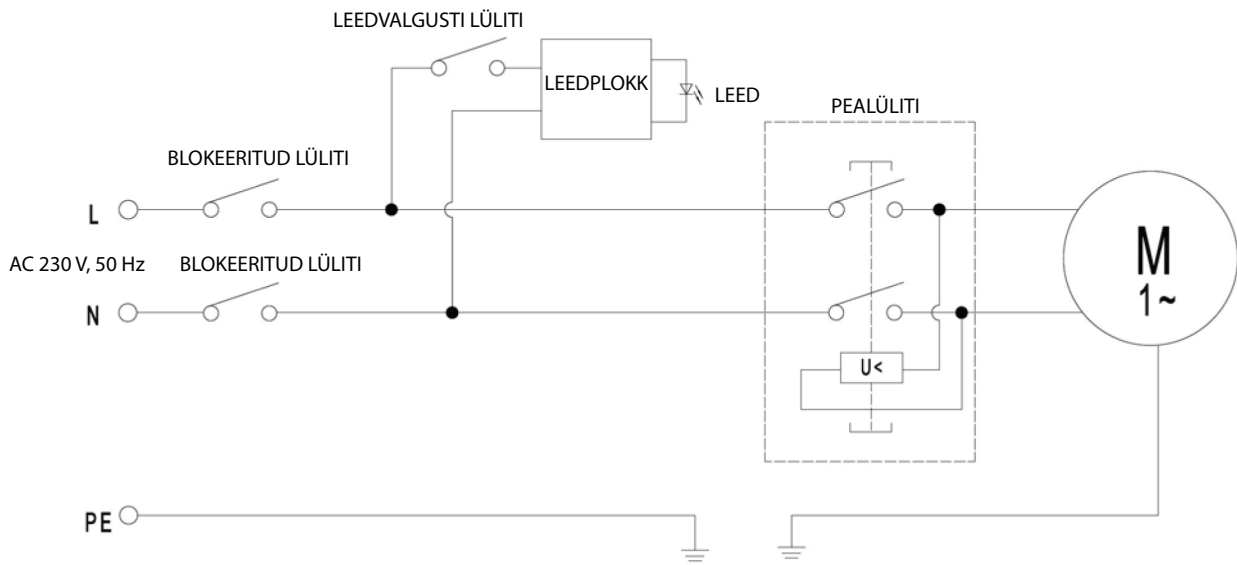 LEEDVALGUSTI LÜLITI
LEEDPLOKK
LEED
PEALÜLITI
BLOKEERITUD LÜLITI
L
M
1~
AC 230 V, 50 Hz
BLOKEERITUD LÜLITI
N
U<
PE